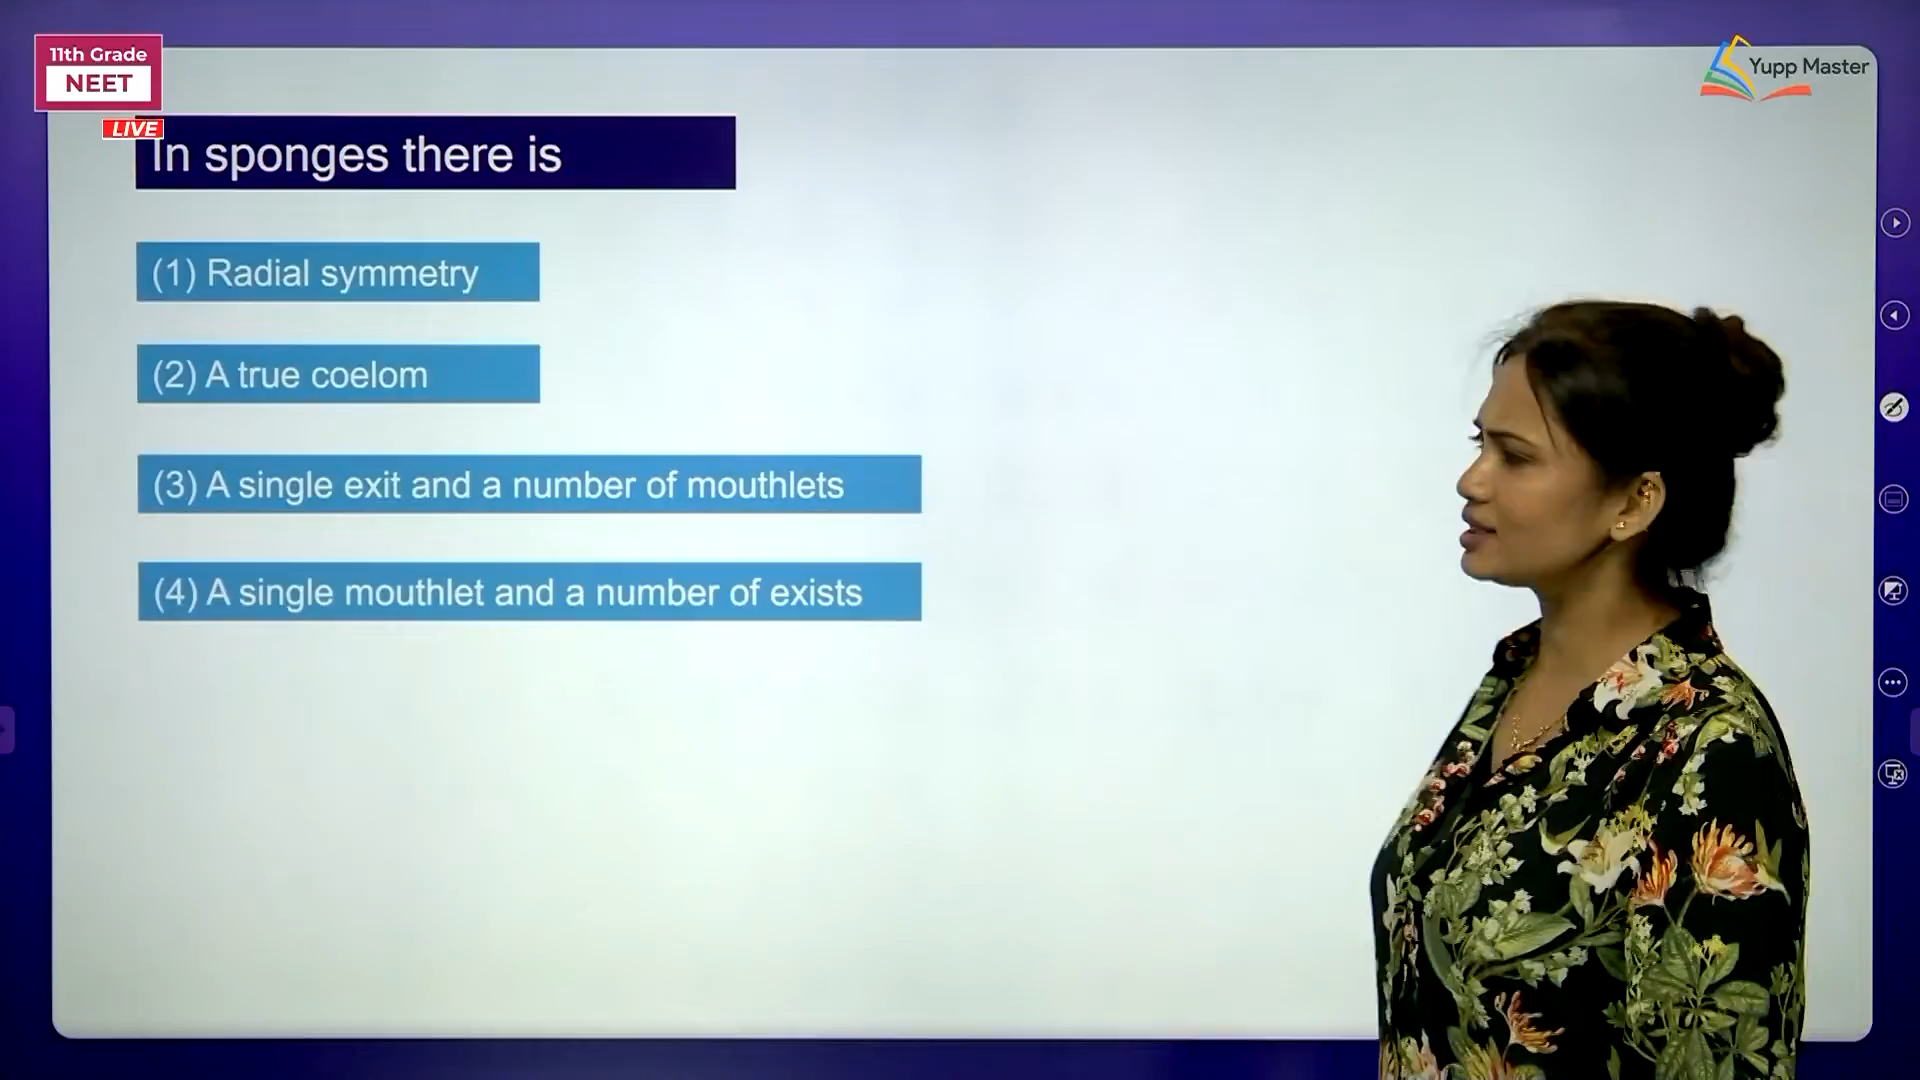 11th Grade
NEET
LIVE
Yupp Master
In sponges there is
(1) Radial symmetry
(2) A true coelom
(3) A single exit and a number of mouthlets
(4) A single mouthlet and a number of exists